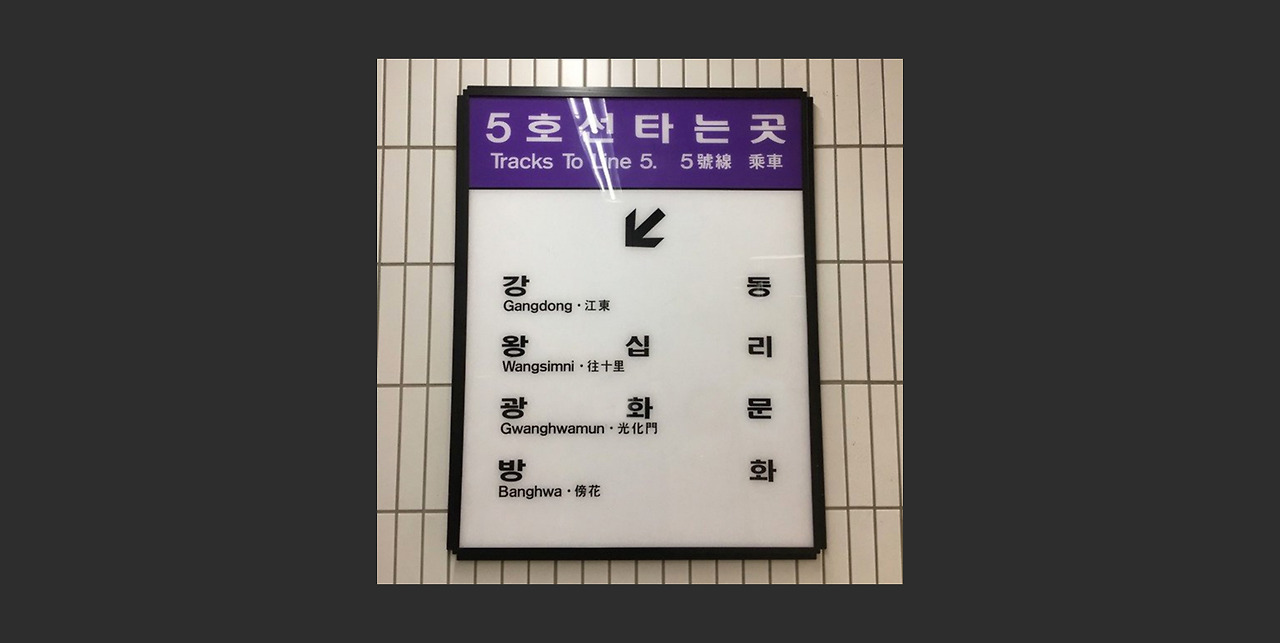 5호선 타는 곳
Tracks To Line 5. 5號線 乘車
강동
Gangdong・江東
왕십리
Wangsimni・往十里
광화문
Gwanghwamun・光化門
방화
Banghwa・傍花